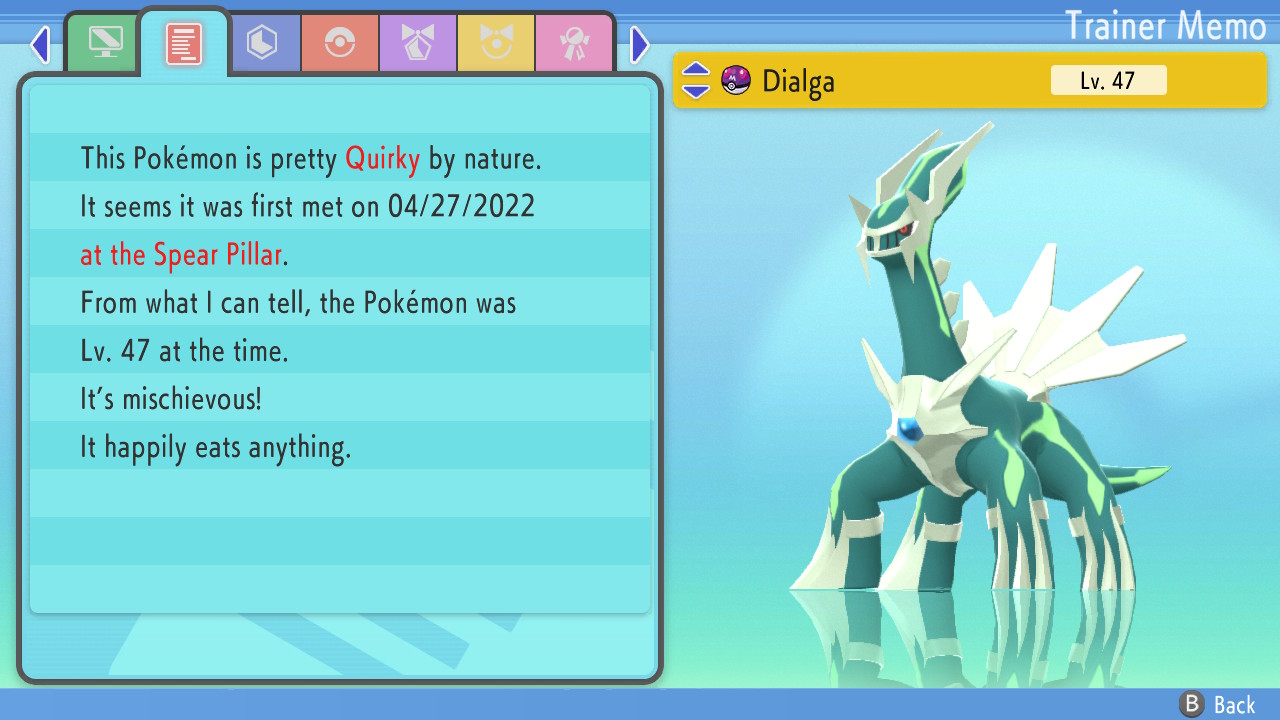 Trainer Memo
Dialga
Lv. 47
This Pokémon is pretty Quirky by nature.
It seems it was first met on 04/27/2022
at the Spear Pillar.
From what I can tell, the Pokémon was
Lv. 47 at the time.
It's mischievous!
It happily eats anything.
B Back